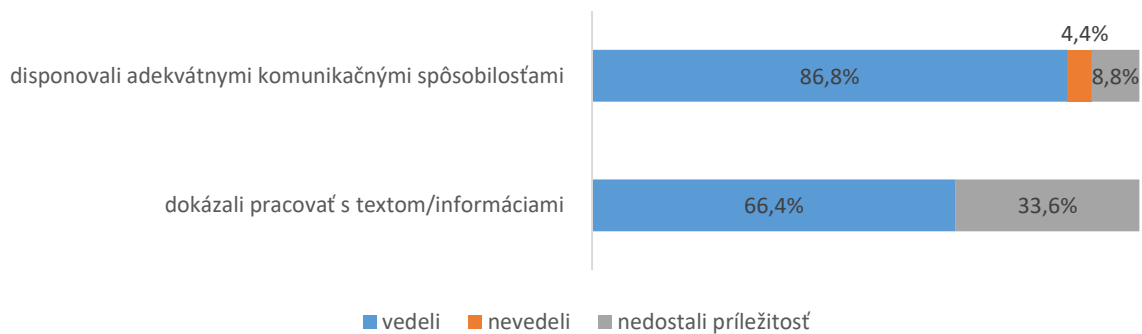 4,4%
disponovali adekvátnymi komunikačnými spôsobilosťami
86,8%
8,8%
dokázali pracovať s textom/informáciami
66,4%
33,6%
vedeli
nevedeli
nedostali príležitosť